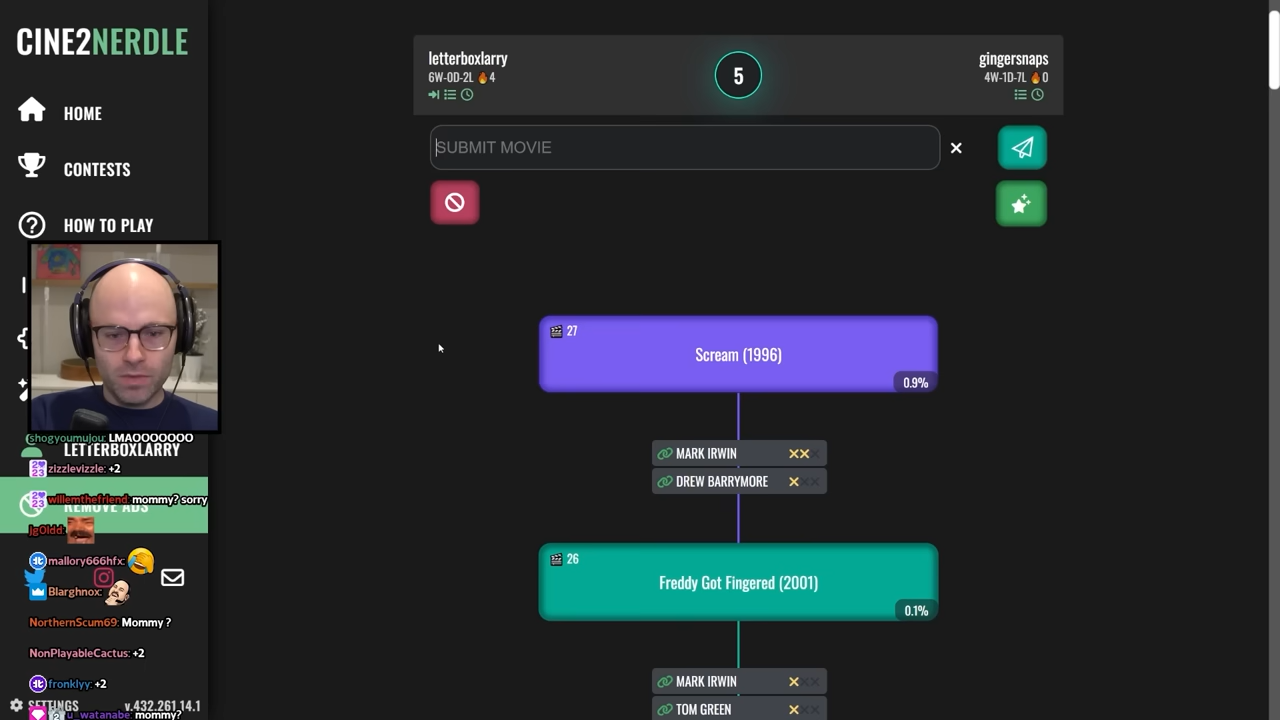 CINE2NERDLE
HOME
CONTESTS
HOW TO PLAY
LETTERBOXLARRY
REMOVE ADS
SETTINGS
v.432.261.14.1
shogyoumujou: LMAOOOOOOO
zizzlevizzle: +2
willemthefriend: mommy? sorry
JgOldd:
mallory666hfx:
Blarghnox:
NorthernScum69: Mommy ?
NonPlayableCactus: +2
fronklyy: +2
u_watanabe: mommy?
letterboxlarry
6W-0D-2L 4
5
gingersnaps
4W-1D-7L 0
SUBMIT MOVIE
27
Scream (1996)
0.9%
MARK IRWIN
DREW BARRYMORE
26
Freddy Got Fingered (2001)
0.1%
MARK IRWIN
TOM GREEN